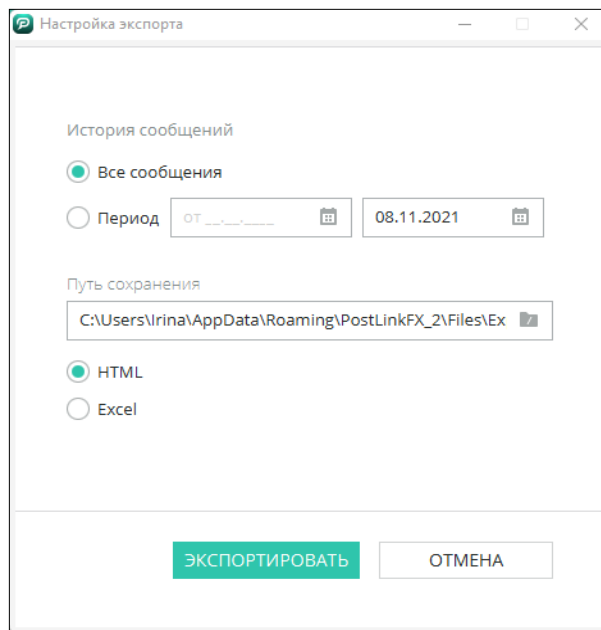 Настройка экспорта
История сообщений
Все сообщения
Период от __.__.____ 08.11.2021
Путь сохранения
C:\Users\Irina\AppData\Roaming\PostLinkFX_2\Files\Ex
HTML
Excel
ЭКСПОРТИРОВАТЬ ОТМЕНА